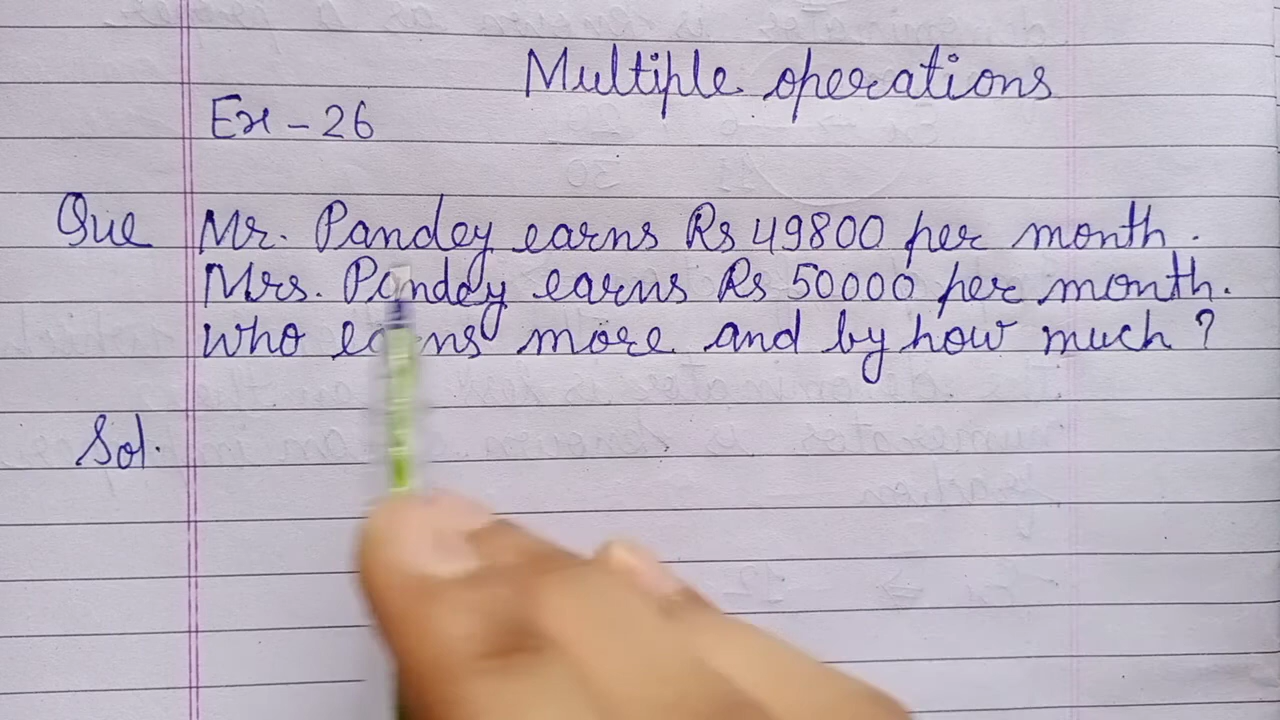 Multiple operations
Ex - 26
Que Mr. Pandey earns Rs 49800 per month.
Mrs. Pandey earns Rs 50000 per month.
Who earns more and by how much?
Sol.